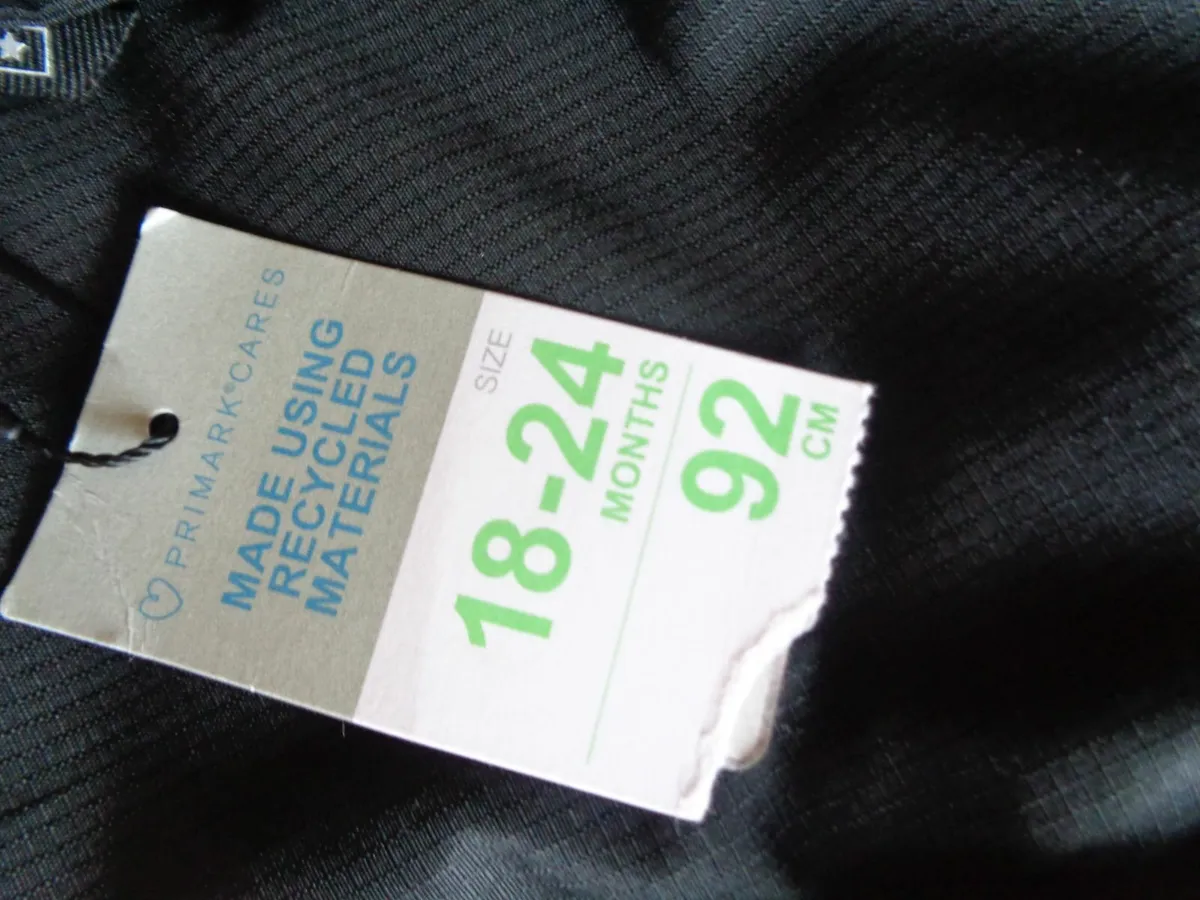 PRIMARK® CARES
MADE USING
RECYCLED
MATERIALS
SIZE
18-24
MONTHS
92
CM